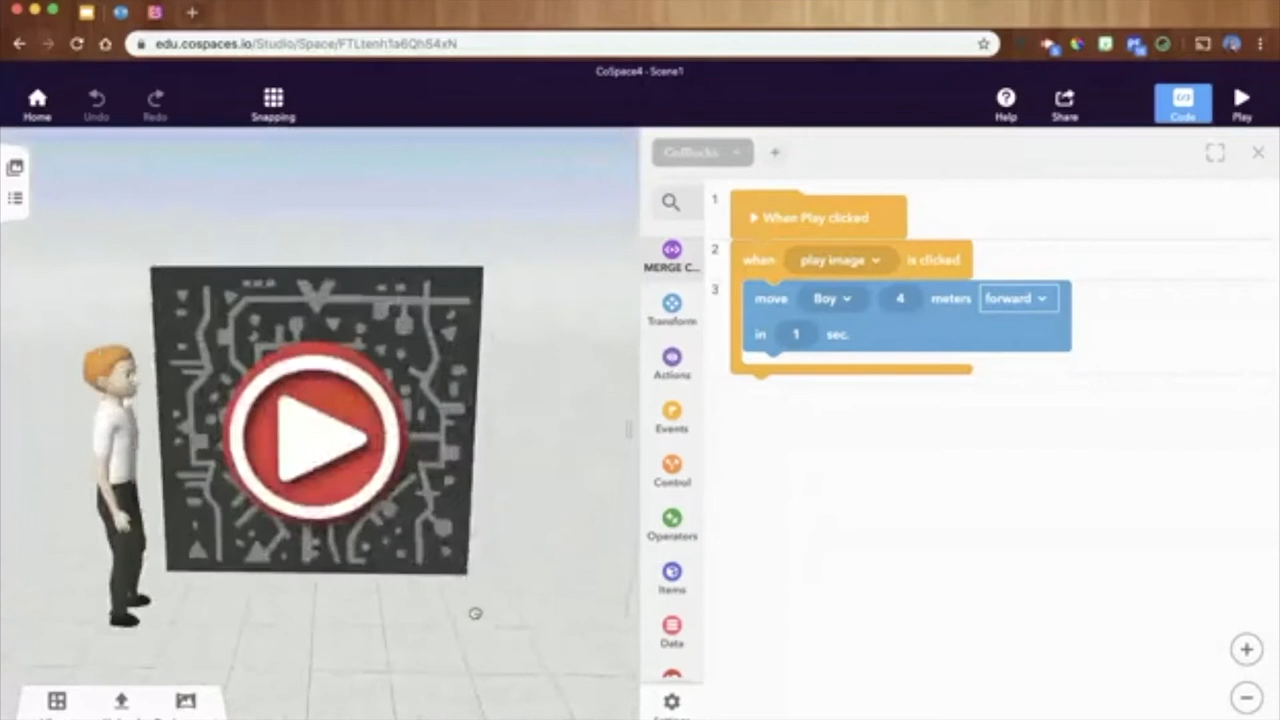 edu.cospaces.io/Studio/Space/FTLtenh1a6QhS4xN
CoSpace4 - Scene1
Home
Undo
Redo
Snapping
Help
Share
Code
Play
CoBlocks
1
When Play clicked
2
when play image is clicked
3
move Boy 4 meters forward
in 1 sec.
MERGE C...
Transform
Actions
Events
Control
Operators
Items
Data